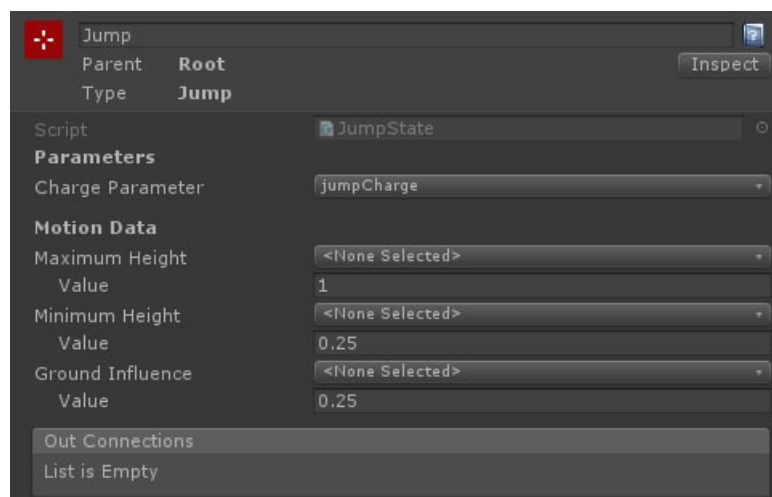 Jump
Parent Root
Inspect
Type Jump
Script JumpState
Parameters
Charge Parameter jumpCharge
Motion Data
Maximum Height <None Selected>
Value 1
Minimum Height <None Selected>
Value 0.25
Ground Influence <None Selected>
Value 0.25
Out Connections
List is Empty